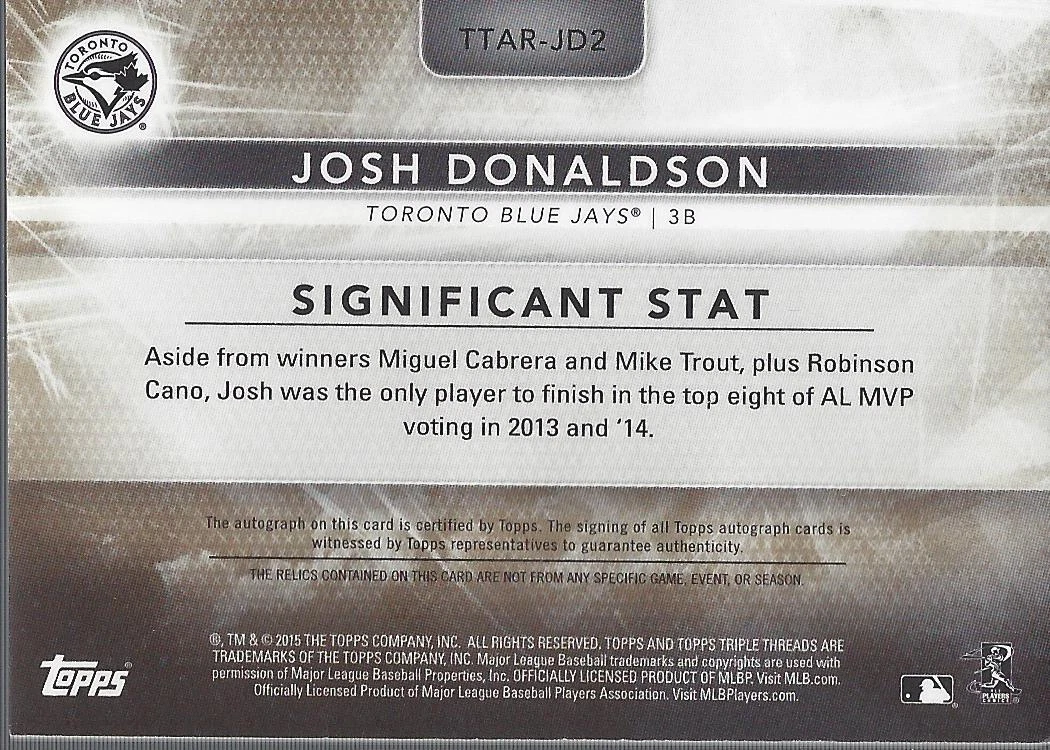 TTAR-JD2
TORONTO
BLUE JAYS
®
JOSH DONALDSON
TORONTO BLUE JAYS® | 3B
SIGNIFICANT STAT
Aside from winners Miguel Cabrera and Mike Trout, plus Robinson
Cano, Josh was the only player to finish in the top eight of AL MVP
voting in 2013 and ‘14.
The autograph on this card is certified by Topps. The signing of all Topps autograph cards is
witnessed by Topps representatives to guarantee authenticity.
THE RELICS CONTAINED ON THIS CARD ARE NOT FROM ANY SPECIFIC GAME, EVENT, OR SEASON.
®, TM & © 2015 THE TOPPS COMPANY, INC. ALL RIGHTS RESERVED. TOPPS AND TOPPS TRIPLE THREADS ARE
TRADEMARKS OF THE TOPPS COMPANY, INC. Major League Baseball trademarks and copyrights are used with
permission of Major League Baseball Properties, Inc. OFFICIALLY LICENSED PRODUCT OF MLBP. Visit MLB.com.
Officially Licensed Product of Major League Baseball Players Association. Visit MLBPlayers.com.
topps®
®
PLAYERS
®